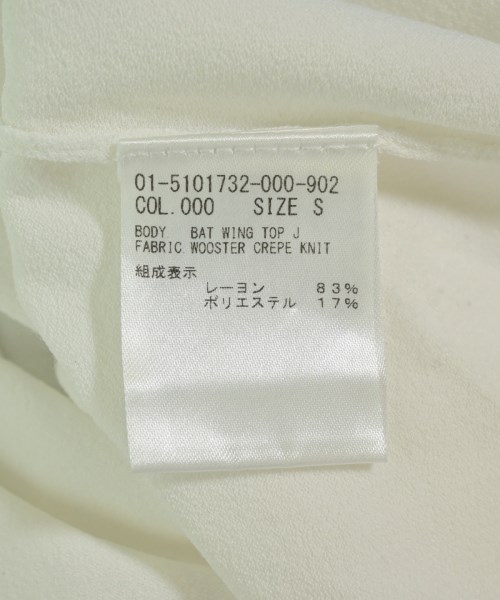 01-5101732-000-902
COL.000 SIZE S
BODY BAT WING TOP J
FABRIC WOOSTER CREPE KNIT
組成表示
レーヨン 83%
ポリエステル 17%